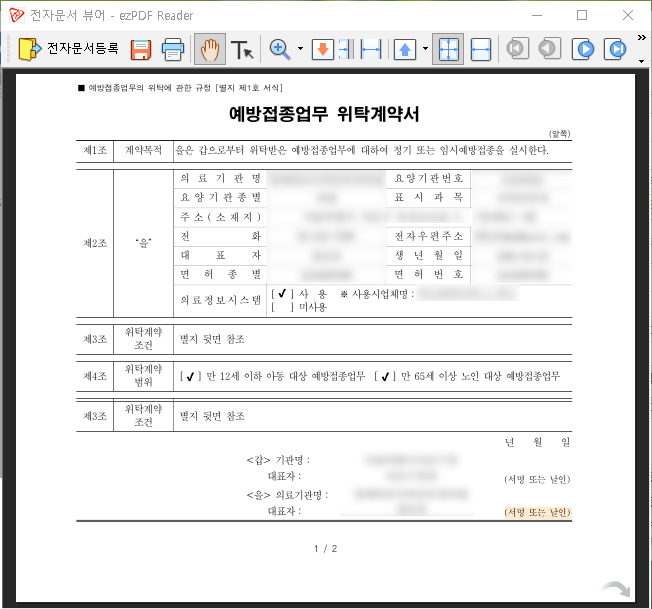 전자문서 뷰어 - ezPDF Reader
전자문서등록
■ 예방접종업무의 위탁에 관한 규정 [별지 제1호 서식]
예방접종업무 위탁계약서
(앞쪽)
제1조 계약목적 을은 갑으로부터 위탁받은 예방접종업무에 대하여 정기 또는 임시예방접종을 실시한다.
제2조 "을"
의 료 기 관 명 요양기관번호
요 양 기 관 종 별 표 시 과 목
주 소 ( 소 재 지 )
전 화 전자우편주소
대 표 자 생 년 월 일
면 허 종 별 면 허 번 호
의료정보시스템 [ ✔ ] 사 용 ※ 사용시업체명 :
[ ] 미사용
제3조 위탁계약 조건 별지 뒷면 참조
제4조 위탁계약 범위 [ ✔ ] 만 12세 이하 아동 대상 예방접종업무 [ ✔ ] 만 65세 이상 노인 대상 예방접종업무
제3조 위탁계약 조건 별지 뒷면 참조
년 월 일
<갑> 기관명 :
대표자 : (서명 또는 날인)
<을> 의료기관명 :
대표자 : (서명 또는 날인)
1 / 2